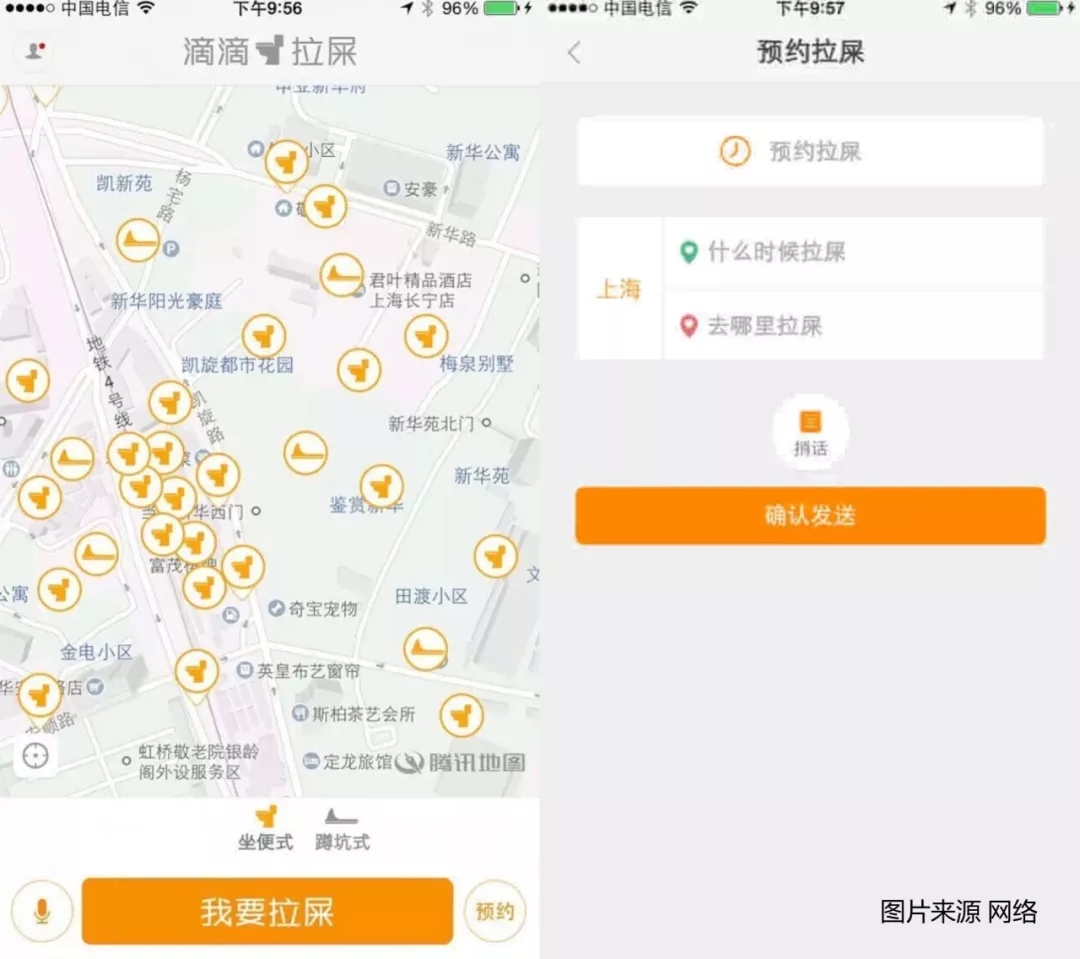 中国电信
下午9:56
96%
滴滴拉屎
中亚新华府
小区
新华公寓
凯新苑
杨宅路
安豪
新华路
君叶精品酒店
上海长宁店
新华阳光豪庭
地铁4号线
凯旋都市花园
梅泉别墅
凯旋路
新华苑北门
新华苑
鉴赏新华
华西门
富茂棋牌
公寓
田渡小区
奇宝宠物
金电小区
英皇布艺窗帘
斯柏茶艺会所
虹桥敬老院银龄
阁外设服务区
定龙旅馆
腾讯地图
坐便式
蹲坑式
我要拉屎
预约
中国电信
下午9:57
96%
预约拉屎
预约拉屎
上海
什么时候拉屎
去哪里拉屎
捎话
确认发送
图片来源 网络